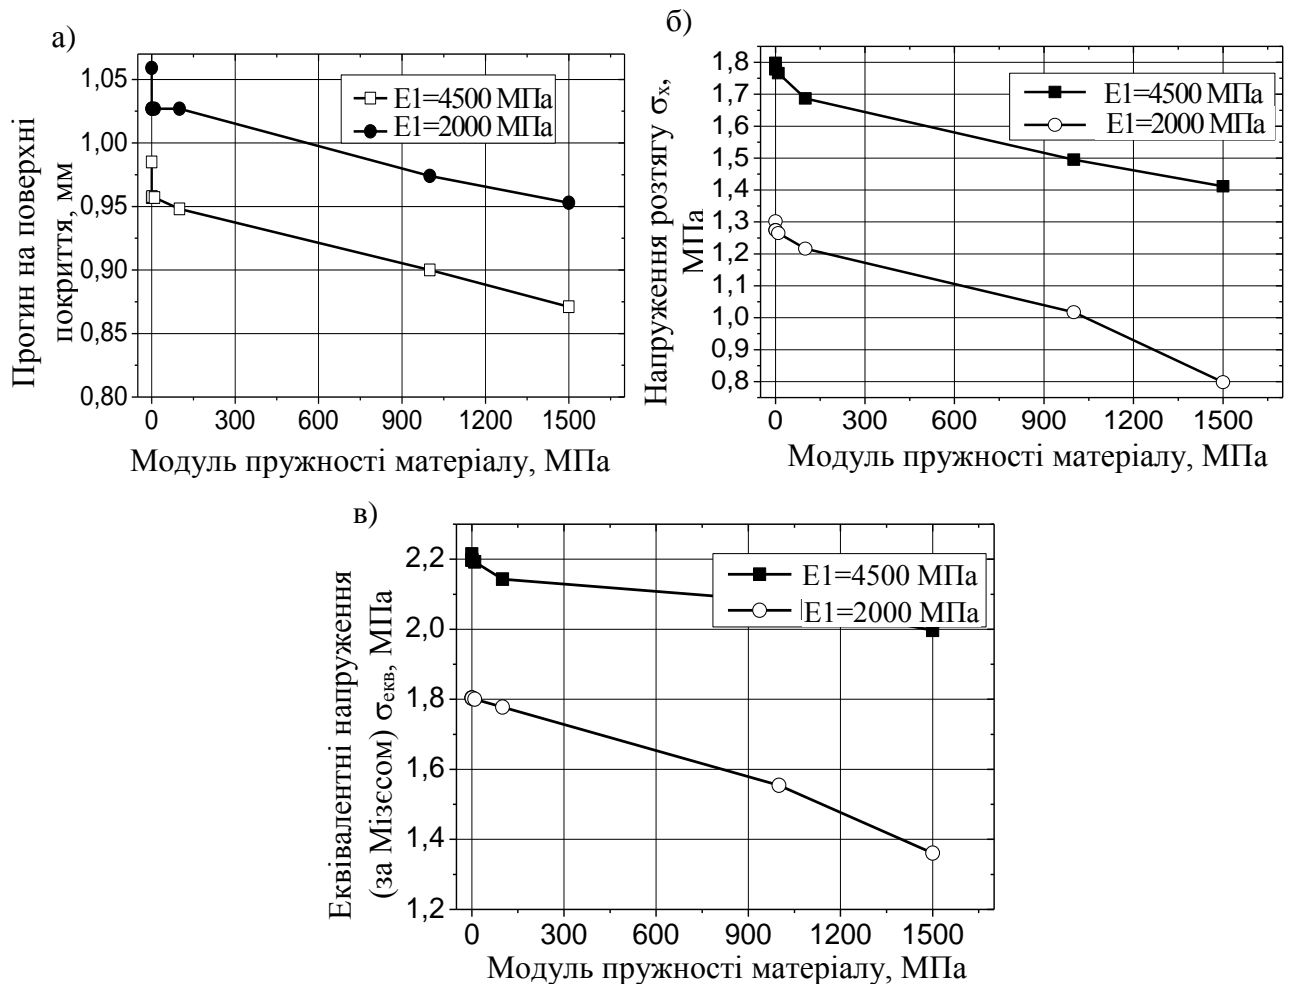 а)
Прогин на поверхні
покриття, мм
1,05
1,00
0,95
0,90
0,85
0,80
E1=4500 МПа
E1=2000 МПа
0 300 600 900 1200 1500
Модуль пружності матеріалу, МПа
б)
Напруження розтягу σx,
МПа
1,8
1,7
1,6
1,5
1,4
1,3
1,2
1,1
1,0
0,9
0,8
E1=4500 МПа
E1=2000 МПа
0 300 600 900 1200 1500
Модуль пружності матеріалу, МПа
в)
Еквівалентні напруження
(за Мізєсом) σекв, МПа
2,2
2,0
1,8
1,6
1,4
1,2
E1=4500 МПа
E1=2000 МПа
0 300 600 900 1200 1500
Модуль пружності матеріалу, МПа